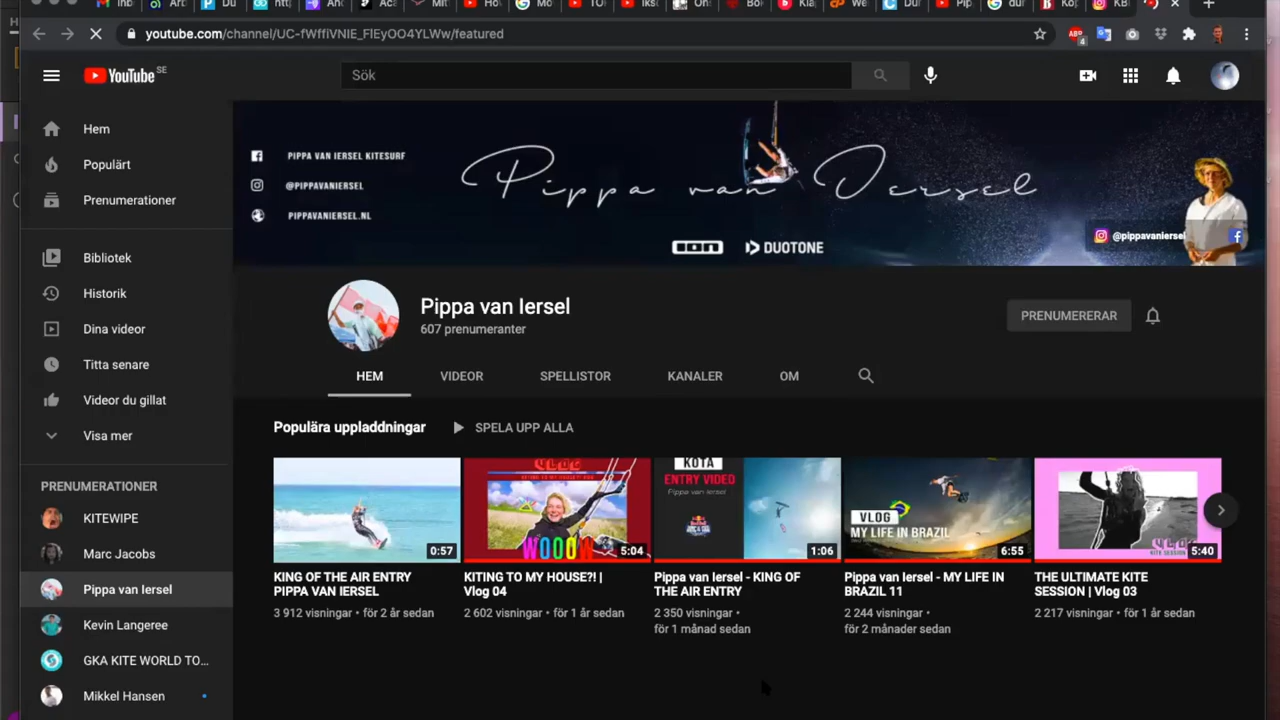 youtube.com/channel/UC-fWffiVNIE_FlEyOO4YLWw/featured
4
YouTube SE
Sök
Hem
Populärt
Prenumerationer
Bibliotek
Historik
Dina videor
Titta senare
Videor du gillat
Visa mer
PRENUMERATIONER
KITEWIPE
Marc Jacobs
Pippa van Iersel
Kevin Langeree
GKA KITE WORLD TO...
Mikkel Hansen
PIPPA VAN IERSEL KITESURF
@PIPPAVANIERSEL
PIPPAVANIERSEL.NL
Pippa van Iersel
DUOTONE
@pippavaniersel
Pippa van Iersel
607 prenumeranter
PRENUMERERAR
HEM VIDEOR SPELLISTOR KANALER OM
Populära uppladdningar SPELA UPP ALLA
0:57
KING OF THE AIR ENTRY
PIPPA VAN IERSEL
3 912 visningar • för 2 år sedan
VLOG
WOOOW
5:04
KITING TO MY HOUSE?! |
Vlog 04
2 602 visningar • för 1 år sedan
KOTA
ENTRY VIDEO
Pippa van Iersel
1:06
Pippa van Iersel - KING OF
THE AIR ENTRY
2 350 visningar •
för 1 månad sedan
VLOG
MY LIFE IN BRAZIL
6:55
Pippa van Iersel - MY LIFE IN
BRAZIL 11
2 244 visningar •
för 2 månader sedan
5:40
THE ULTIMATE KITE
SESSION | Vlog 03
2 217 visningar • för 1 år sedan